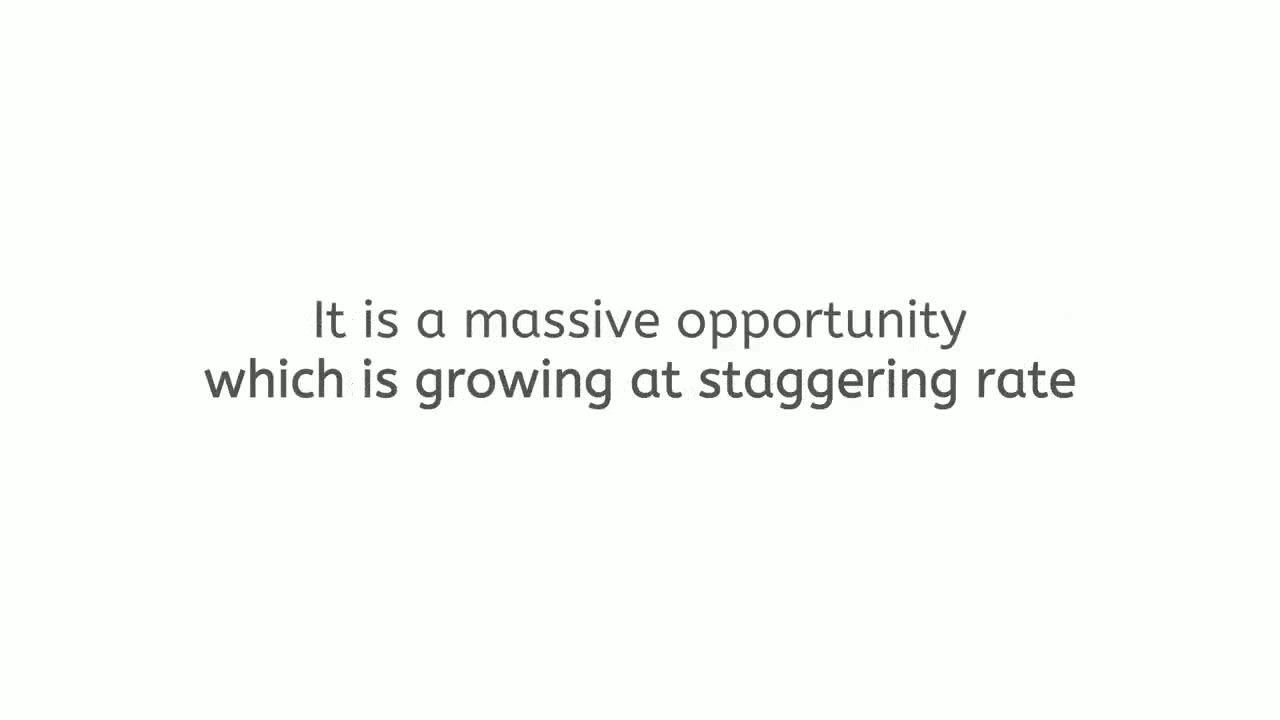 It is a massive opportunity
which is growing at staggering rate